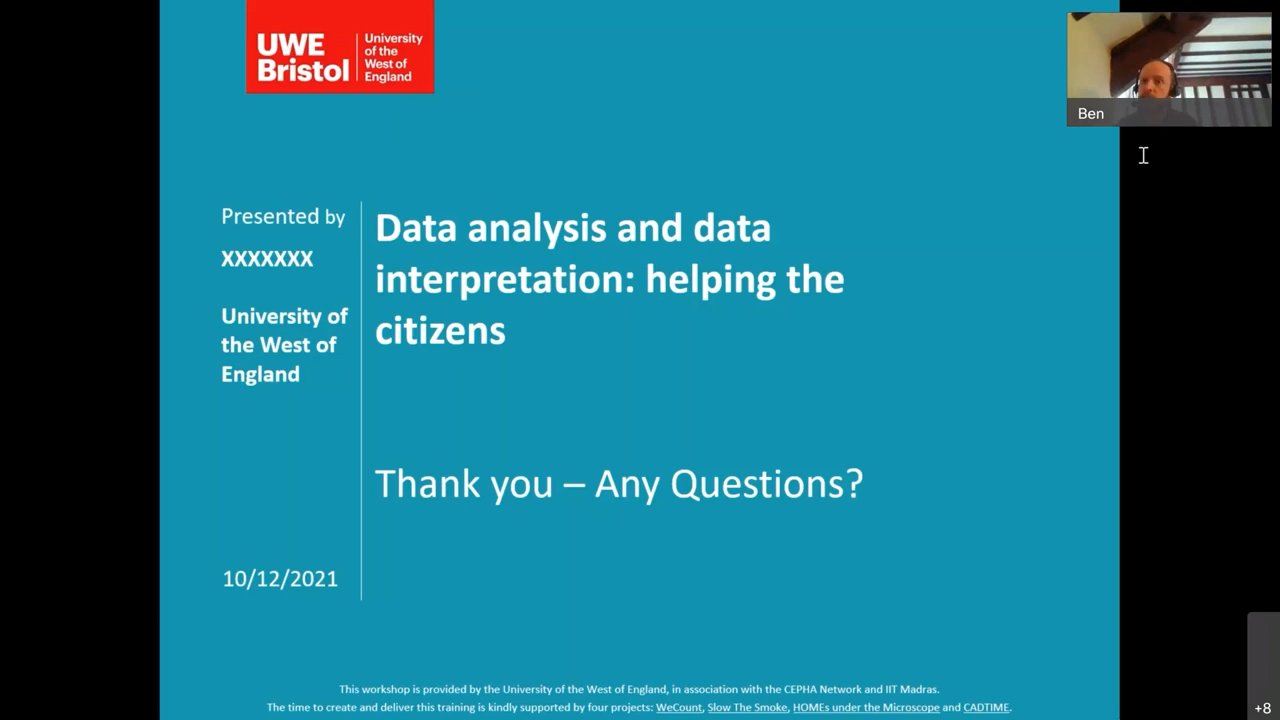 UWE
Bristol
University
of the
West of
England
Ben
Presented by
XXXXXXX
University of
the West of
England
Data analysis and data
interpretation: helping the
citizens
Thank you – Any Questions?
10/12/2021
This workshop is provided by the University of the West of England, in association with the CEPHA Network and IIT Madras.
The time to create and deliver this training is kindly supported by four projects: WeCount, Slow The Smoke, HOMEs under the Microscope and CADTIME.
+8